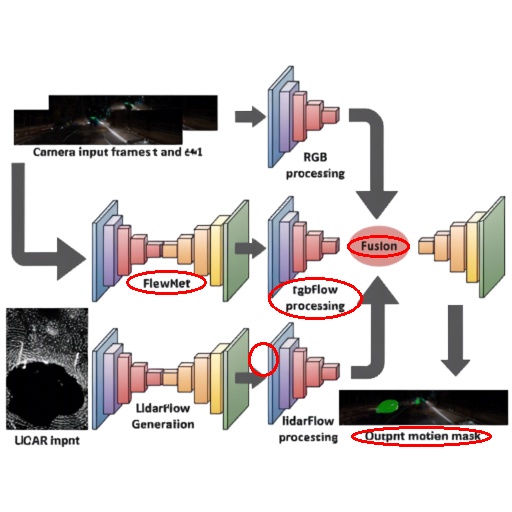 Camera input frames t and t+1
RGB
processing
FlewNet
rgbFlow
processing
Fusion
LiDAR Input
LidarFlow
Generation
lidarFlow
processing
Output motion mask